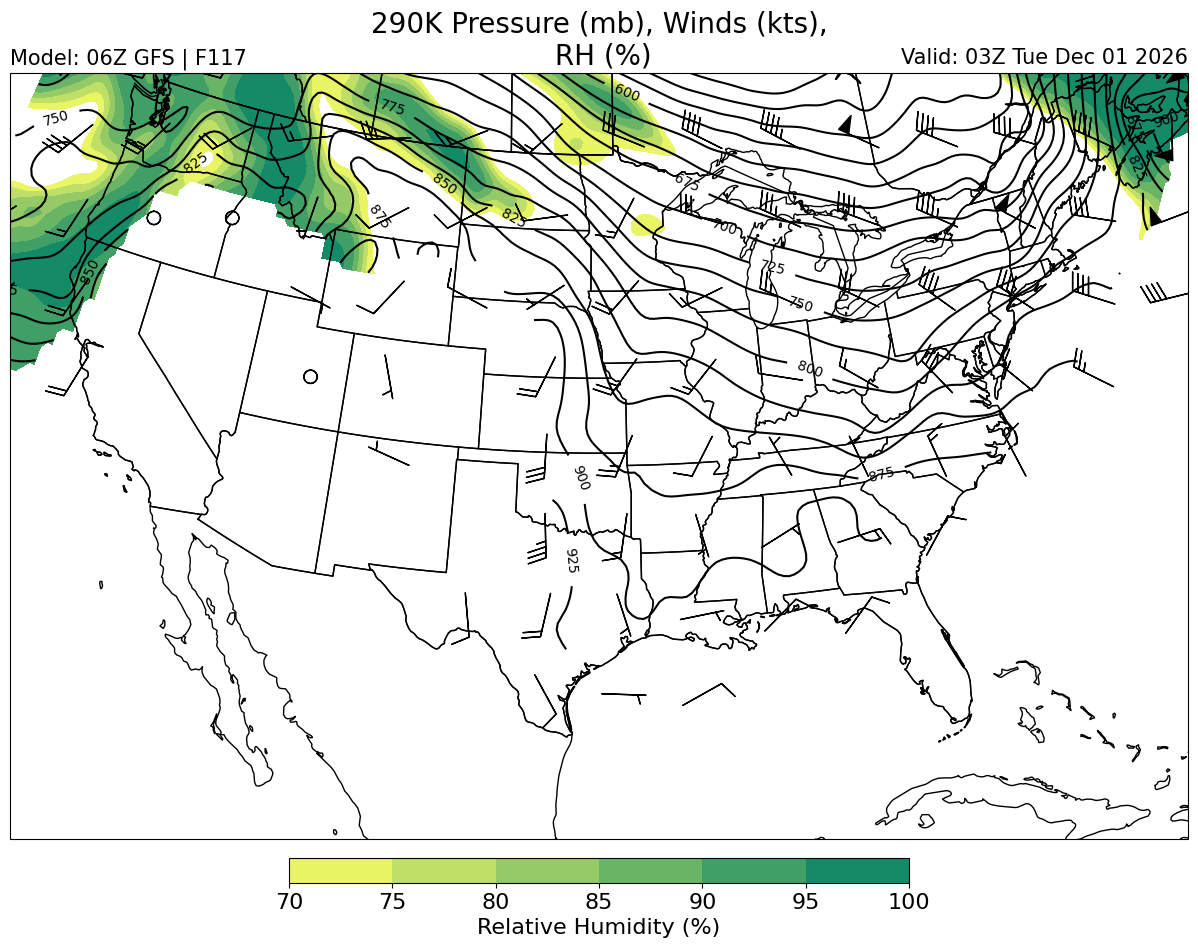 290K Pressure (mb), Winds (kts),
RH (%)
Model: 06Z GFS | F117
Valid: 03Z Tue Dec 01 2026
600
775
750
825
850
675
875
825
700
725
850
750
800
875
900
925
825
70 75 80 85 90 95 100
Relative Humidity (%)